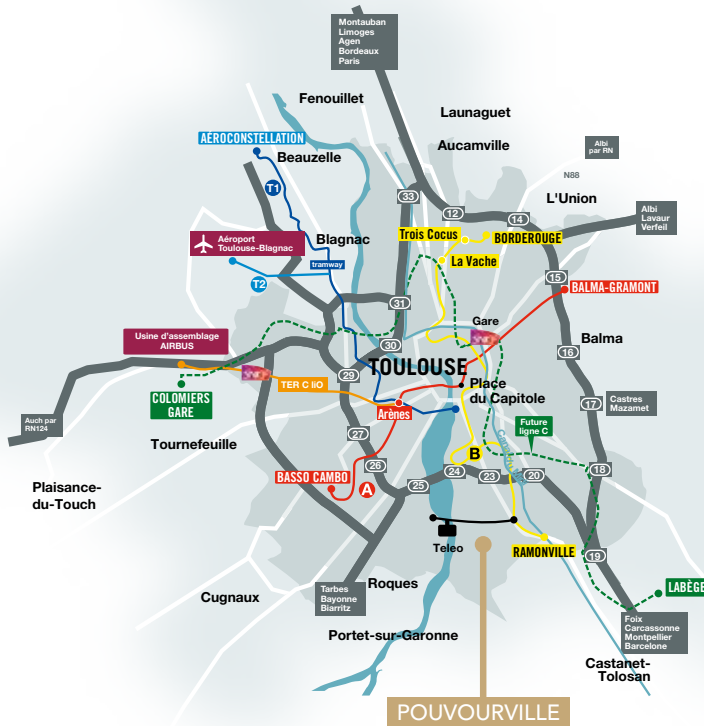 Montauban
Limoges
Agen
Bordeaux
Paris
Fenouillet
Launaguet
Aucamville
AÉROCONSTELLATION
Beauzelle
Albi
par RN
N88
T1
33
12
14
L'Union
Albi
Lavaur
Verfeil
Aéroport
Toulouse-Blagnac
Blagnac
Trois Cocus
BORDEROUGE
La Vache
tramway
T2
15
BALMA-GRAMONT
31
Gare
Usine d'assemblage
AIRBUS
30
Balma
16
TOULOUSE
29
TER C liO
Place
du Capitole
COLOMIERS
GARE
Arènes
17
Castres
Mazamet
Auch par
RN124
Future
ligne C
Tournefeuille
27
B
26
24
23
20
18
BASSO CAMBO
A
25
Plaisance-
du-Touch
Teleo
RAMONVILLE
19
LABÈGE
Cugnaux
Tarbes
Bayonne
Biarritz
Roques
Foix
Carcassonne
Montpellier
Barcelone
Portet-sur-Garonne
Castanet-
Tolosan
POUVOURVILLE